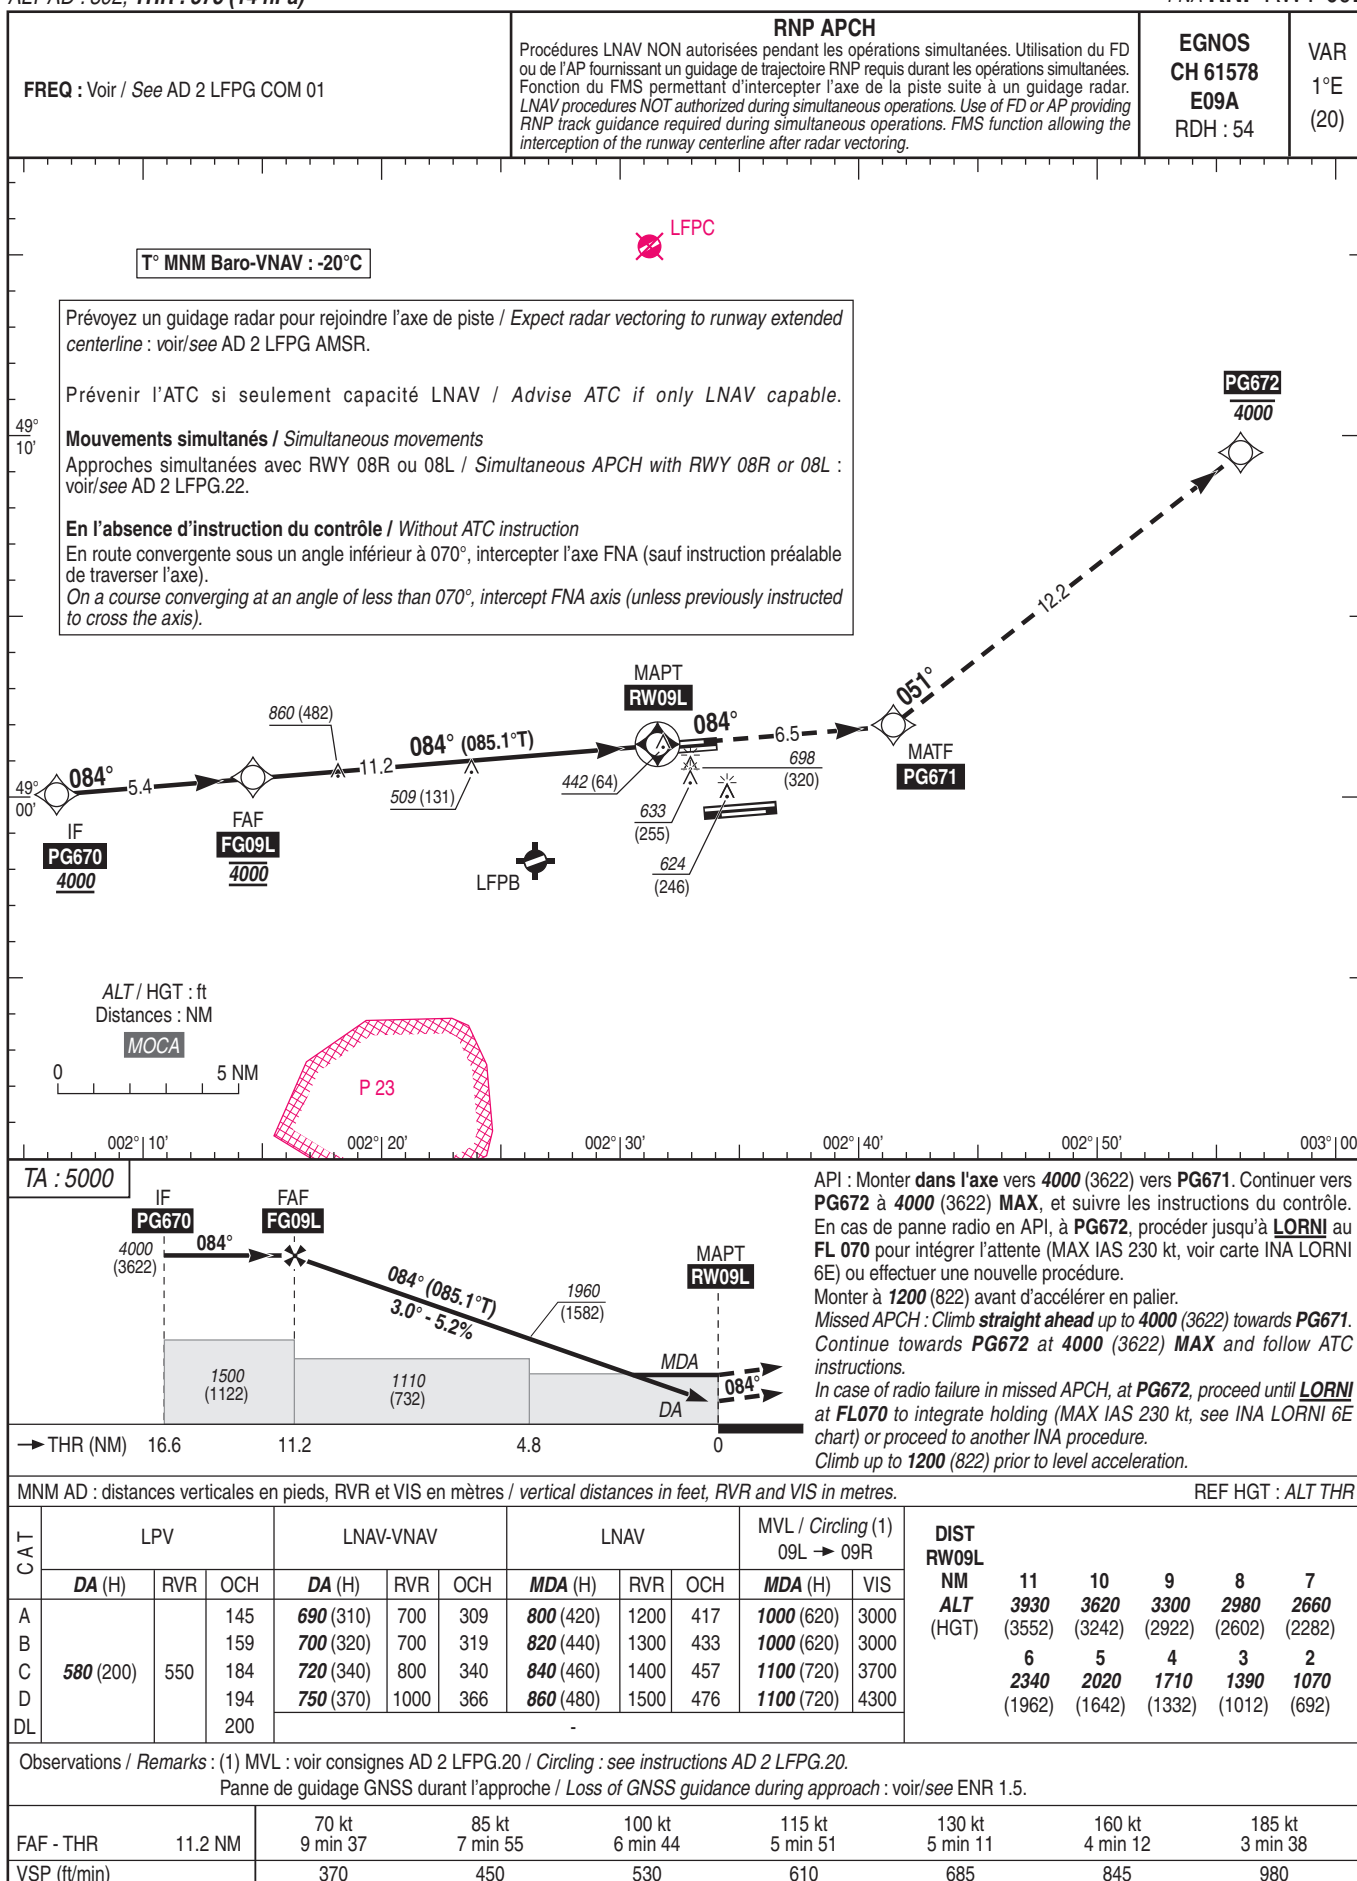 FREQ : Voir / See AD 2 LFPG COM 01
RNP APCH
Procédures LNAV NON autorisées pendant les opérations simultanées. Utilisation du FD
ou de l'AP fournissant un guidage de trajectoire RNP requis durant les opérations simultanées.
Fonction du FMS permettant d'intercepter l'axe de la piste suite à un guidage radar.
LNAV procedures NOT authorized during simultaneous operations. Use of FD or AP providing
RNP track guidance required during simultaneous operations. FMS function allowing the
interception of the runway centerline after radar vectoring.
EGNOS
CH 61578
E09A
RDH : 54
VAR
1°E
(20)
LFPC
T° MNM Baro-VNAV : -20°C
Prévoyez un guidage radar pour rejoindre l'axe de piste / Expect radar vectoring to runway extended
centerline : voir/see AD 2 LFPG AMSR.
Prévenir l'ATC si seulement capacité LNAV / Advise ATC if only LNAV capable.
Mouvements simultanés / Simultaneous movements
Approches simultanées avec RWY 08R ou 08L / Simultaneous APCH with RWY 08R or 08L :
voir/see AD 2 LFPG.22.
En l'absence d'instruction du contrôle / Without ATC instruction
En route convergente sous un angle inférieur à 070°, intercepter l'axe FNA (sauf instruction préalable
de traverser l'axe).
On a course converging at an angle of less than 070°, intercept FNA axis (unless previously instructed
to cross the axis).
PG672
4000
49°
10'
12.2
051°
MAPT
RW09L
860 (482)
084° (085.1°T)
084°
6.5
MATF
PG671
698
(320)
11.2
084°
5.4
509 (131)
442 (64)
633
(255)
624
(246)
49°
00'
IF
PG670
4000
FAF
FG09L
4000
LFPB
ALT / HGT : ft
Distances : NM
MOCA
0 5 NM
P 23
002° 10' 002° 20' 002° 30' 002° 40' 002° 50' 003° 00
TA : 5000
IF
PG670
FAF
FG09L
4000
(3622)
084°
084° (085.1°T)
3.0° - 5.2%
1960
(1582)
MAPT
RW09L
1500
(1122)
1110
(732)
MDA
DA
084°
THR (NM) 16.6 11.2 4.8 0
API : Monter dans l'axe vers 4000 (3622) vers PG671. Continuer vers
PG672 à 4000 (3622) MAX, et suivre les instructions du contrôle.
En cas de panne radio en API, à PG672, procéder jusqu'à LORNI au
FL 070 pour intégrer l'attente (MAX IAS 230 kt, voir carte INA LORNI
6E) ou effectuer une nouvelle procédure.
Monter à 1200 (822) avant d'accélérer en palier.
Missed APCH : Climb straight ahead up to 4000 (3622) towards PG671.
Continue towards PG672 at 4000 (3622) MAX and follow ATC
instructions.
In case of radio failure in missed APCH, at PG672, proceed until LORNI
at FL070 to integrate holding (MAX IAS 230 kt, see INA LORNI 6E
chart) or proceed to another INA procedure.
Climb up to 1200 (822) prior to level acceleration.
MNM AD : distances verticales en pieds, RVR et VIS en mètres / vertical distances in feet, RVR and VIS in metres. REF HGT : ALT THR
CAT LPV LNAV-VNAV LNAV MVL / Circling (1)
09L → 09R
DA (H) RVR OCH DA (H) RVR OCH MDA (H) RVR OCH MDA (H) VIS
A 145 690 (310) 700 309 800 (420) 1200 417 1000 (620) 3000
B 159 700 (320) 700 319 820 (440) 1300 433 1000 (620) 3000
C 580 (200) 550 184 720 (340) 800 340 840 (460) 1400 457 1100 (720) 3700
D 194 750 (370) 1000 366 860 (480) 1500 476 1100 (720) 4300
DL 200 -
DIST
RW09L
NM 11 10 9 8 7
ALT 3930 3620 3300 2980 2660
(HGT) (3552) (3242) (2922) (2602) (2282)
6 5 4 3 2
2340 2020 1710 1390 1070
(1962) (1642) (1332) (1012) (692)
Observations / Remarks : (1) MVL : voir consignes AD 2 LFPG.20 / Circling : see instructions AD 2 LFPG.20.
Panne de guidage GNSS durant l'approche / Loss of GNSS guidance during approach : voir/see ENR 1.5.
70 kt 85 kt 100 kt 115 kt 130 kt 160 kt 185 kt
FAF - THR 11.2 NM 9 min 37 7 min 55 6 min 44 5 min 51 5 min 11 4 min 12 3 min 38
VSP (ft/min) 370 450 530 610 685 845 980